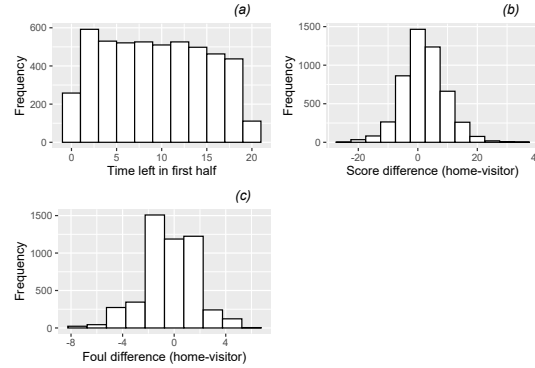 (a)
Frequency
600
400
200
0
0 5 10 15 20
Time left in first half
(b)
Frequency
1500
1000
500
0
-20 0 20 4
Score difference (home-visitor)
(c)
Frequency
1500
1000
500
0
-8 -4 0 4
Foul difference (home-visitor)